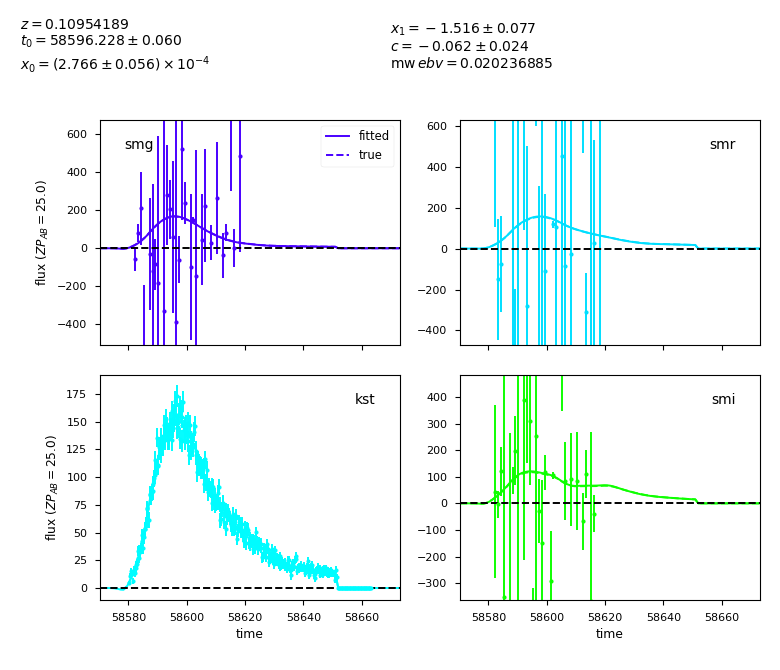 z = 0.10954189
t₀ = 58596.228 ± 0.060
x₀ = (2.766 ± 0.056) × 10⁻⁴
x₁ = −1.516 ± 0.077
c = −0.062 ± 0.024
mw ebv = 0.020236885
smg
fitted
true
600
400
200
0
−200
−400
flux (ZP_AB = 25.0)
smr
600
400
200
0
−200
−400
kst
175
150
125
100
75
50
25
0
flux (ZP_AB = 25.0)
58580 58600 58620 58640 58660
time
smi
400
300
200
100
0
−100
−200
−300
58580 58600 58620 58640 58660
time